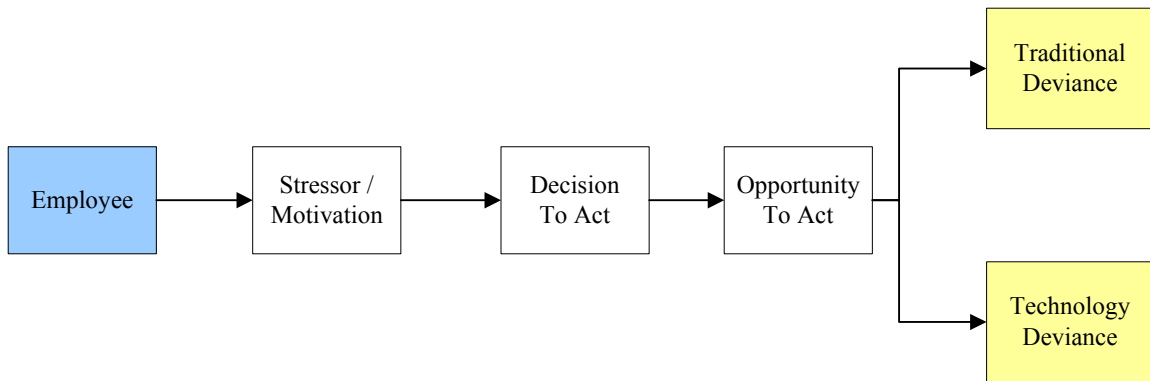 Employee
Stressor /
Motivation
Decision
To Act
Opportunity
To Act
Traditional
Deviance
Technology
Deviance